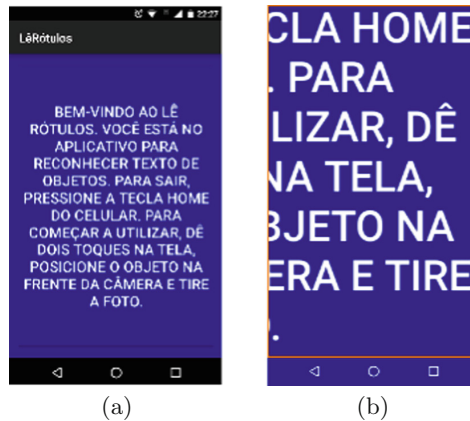 22:27
LêRótulos
BEM-VINDO AO LÊ
RÓTULOS. VOCÊ ESTÁ NO
APLICATIVO PARA
RECONHECER TEXTO DE
OBJETOS. PARA SAIR,
PRESSIONE A TECLA HOME
DO CELULAR. PARA
COMEÇAR A UTILIZAR, DÊ
DOIS TOQUES NA TELA,
POSICIONE O OBJETO NA
FRENTE DA CÂMERA E TIRE
A FOTO.
(a)
CLA HOME
. PARA
LIZAR, DÊ
NA TELA,
BJETO NA
ERA E TIRE
.
(b)